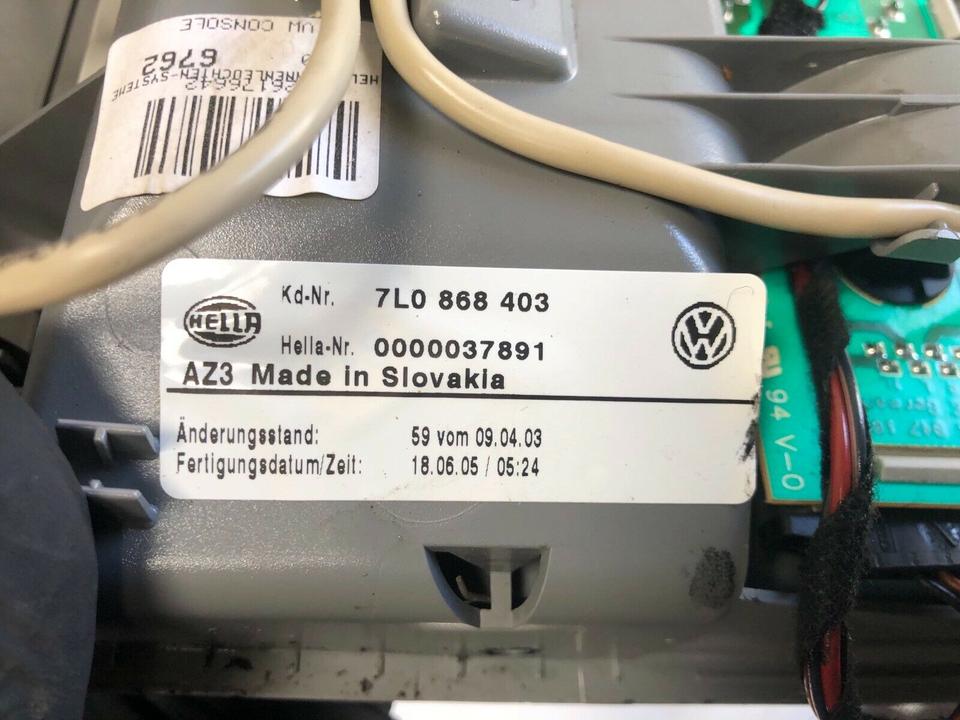 VW CONSOLE
6762
HELLA
Kd-Nr. 7L0 868 403
Hella-Nr. 0000037891
AZ3 Made in Slovakia
Änderungsstand: 59 vom 09.04.03
Fertigungsdatum/Zeit: 18.06.05 / 05:24
94 V-0